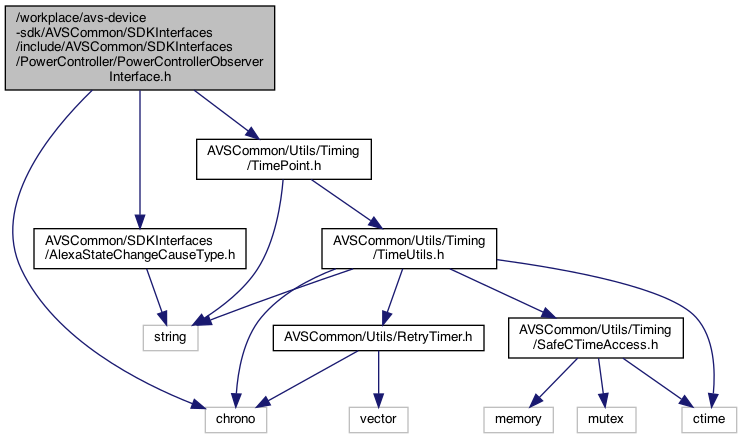 /workplace/avs-device
-sdk/AVSCommon/SDKInterfaces
/include/AVSCommon/SDKInterfaces
/PowerController/PowerControllerObserver
Interface.h
AVSCommon/Utils/Timing
/TimePoint.h
AVSCommon/SDKInterfaces
/AlexaStateChangeCauseType.h
AVSCommon/Utils/Timing
/TimeUtils.h
string
AVSCommon/Utils/RetryTimer.h
AVSCommon/Utils/Timing
/SafeCTimeAccess.h
chrono
vector
memory
mutex
ctime